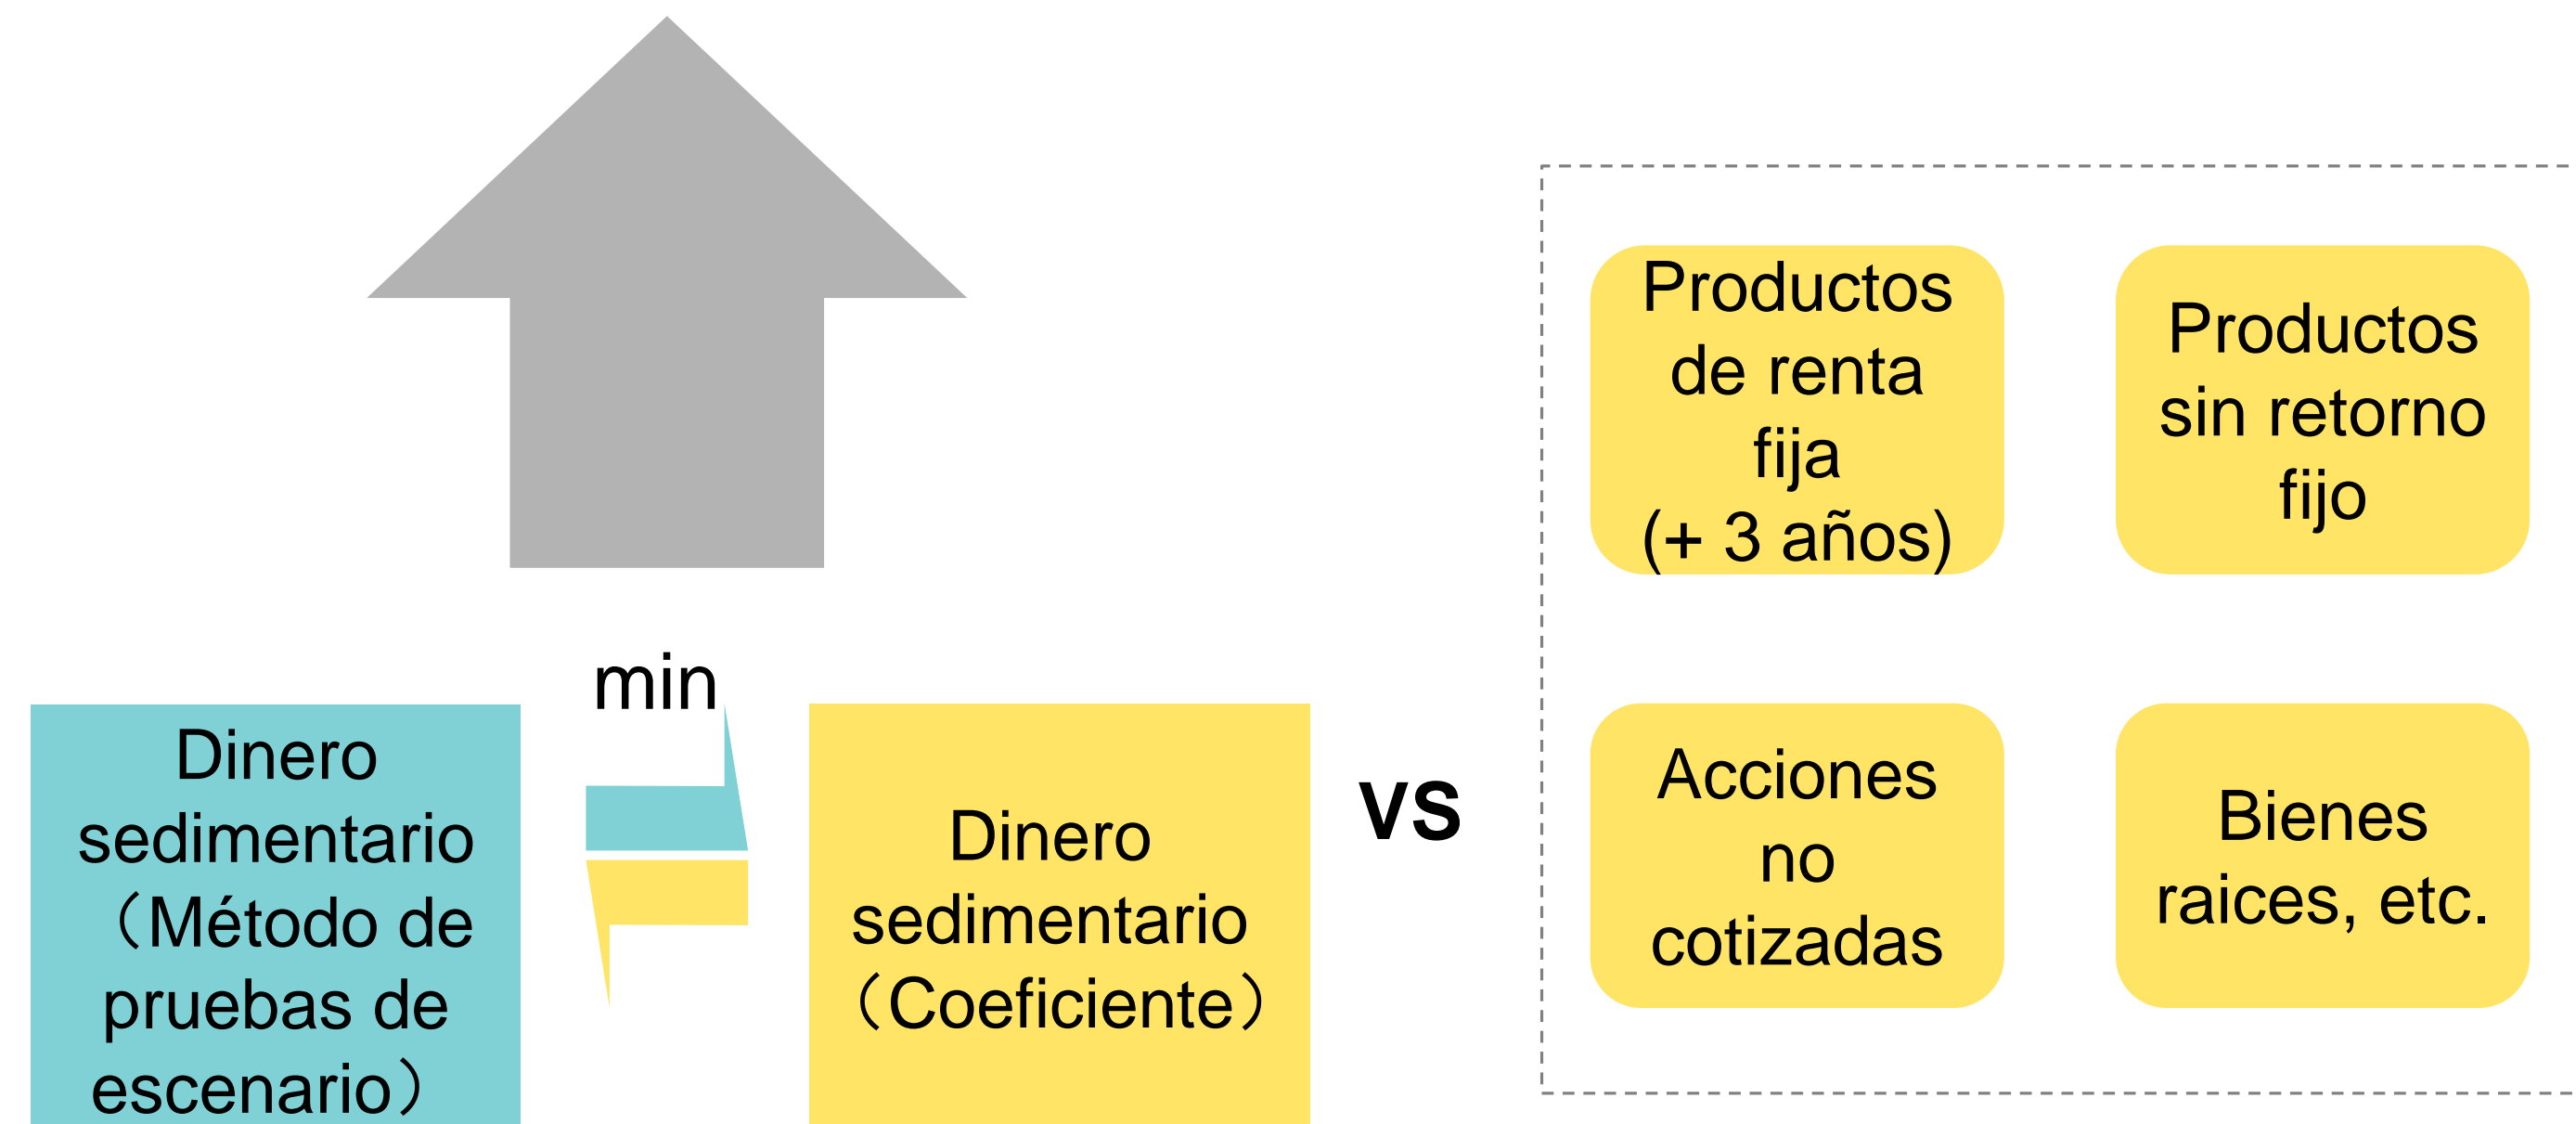 min
Dinero
sedimentario
（Método de
pruebas de
escenario）
Dinero
sedimentario
（Coeficiente）
vs
Productos
de renta
fija
(+ 3 años)
Productos
sin retorno
fijo
Acciones
no
cotizadas
Bienes
raices, etc.